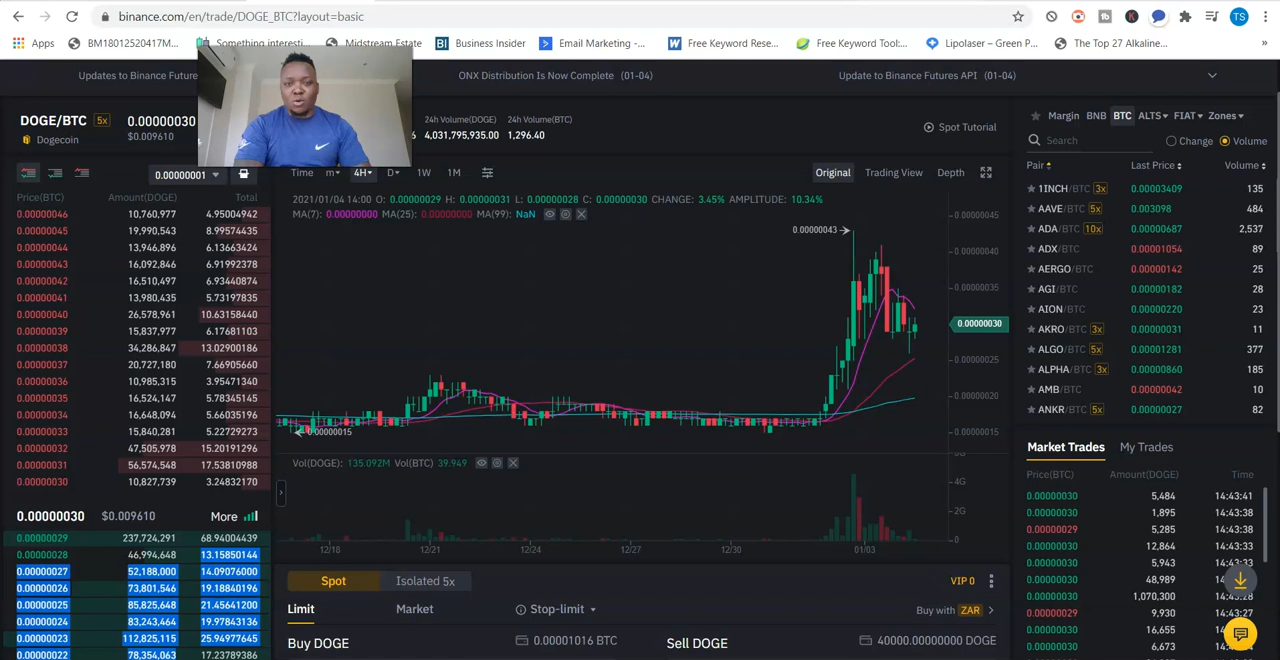 binance.com/en/trade/DOGE_BTC?layout=basic
TS
Apps
BM18012520417M...
Something interesti...
Midstream Estate
BI Business Insider
Email Marketing -...
W Free Keyword Rese...
Free Keyword Tool:...
Lipolaser – Green P...
The Top 27 Alkaline...
»
Updates to Binance Future
ONX Distribution Is Now Complete (01-04)
Update to Binance Futures API (01-04)
DOGE/BTC 5x
Dogecoin
0.00000030
$0.009610
24h Volume(DOGE)
4,031,795,935.00
24h Volume(BTC)
1,296.40
Spot Tutorial
0.00000001
Price(BTC) Amount(DOGE) Total
0.00000046 10,760,977 4.95004942
0.00000045 19,990,543 8.99574435
0.00000044 13,946,896 6.13663424
0.00000043 16,092,846 6.91992378
0.00000042 16,510,497 6.93440874
0.00000041 13,980,435 5.73197835
0.00000040 26,578,961 10.63158440
0.00000039 15,837,977 6.17681103
0.00000038 34,286,847 13.02900186
0.00000037 20,727,180 7.66905660
0.00000036 10,985,315 3.95471340
0.00000035 16,524,147 5.78345145
0.00000034 16,648,094 5.66035196
0.00000033 15,840,281 5.22729273
0.00000032 47,505,978 15.20191296
0.00000031 56,574,548 17.53810988
0.00000030 10,827,739 3.24832170
0.00000030 $0.009610 More
0.00000029 237,724,291 68.94004439
0.00000028 46,994,648 13.15850144
0.00000027 52,188,000 14.09076000
0.00000026 73,801,546 19.18840196
0.00000025 85,825,648 21.45641200
0.00000024 83,243,464 19.97843136
0.00000023 112,825,115 25.94977645
0.00000022 78,354,063 17.23789386
Time m 4H D 1W 1M
Original Trading View Depth
2021/01/04 14:00 O: 0.00000029 H: 0.00000031 L: 0.00000028 C: 0.00000030 CHANGE: 3.45% AMPLITUDE: 10.34%
MA(7): 0.00000000 MA(25): 0.00000000 MA(99): NaN
0.00000043
0.00000015
0.00000045
0.00000040
0.00000035
0.00000030
0.00000025
0.00000020
0.00000015
Vol(DOGE): 135.092M Vol(BTC) 39.949
4G
2G
0
12/18 12/21 12/24 12/27 12/30 01/03
Spot Isolated 5x
VIP 0
Limit Market Stop-limit
Buy with ZAR
Buy DOGE 0.00001016 BTC
Sell DOGE 40000.00000000 DOGE
Margin BNB BTC ALTS FIAT Zones
Search Change Volume
Pair Last Price Volume
1INCH/BTC 3x 0.00003409 135
AAVE/BTC 5x 0.003098 484
ADA/BTC 10x 0.00000687 2,537
ADX/BTC 0.00001054 89
AERGO/BTC 0.00000142 25
AGI/BTC 0.00000182 28
AION/BTC 0.00000220 23
AKRO/BTC 3x 0.00000031 11
ALGO/BTC 5x 0.00001281 377
ALPHA/BTC 3x 0.00000860 185
AMB/BTC 0.00000042 10
ANKR/BTC 5x 0.00000027 82
Market Trades My Trades
Price(BTC) Amount(DOGE) Time
0.00000030 5,484 14:43:41
0.00000030 1,895 14:43:38
0.00000029 5,285 14:43:38
0.00000030 12,864 14:43:33
0.00000030 5,943 14:43:33
0.00000030 48,989 14:43:31
0.00000030 1,070,300 14:43:28
0.00000029 9,930 14:43:27
0.00000030 16,655
0.00000030 6,673